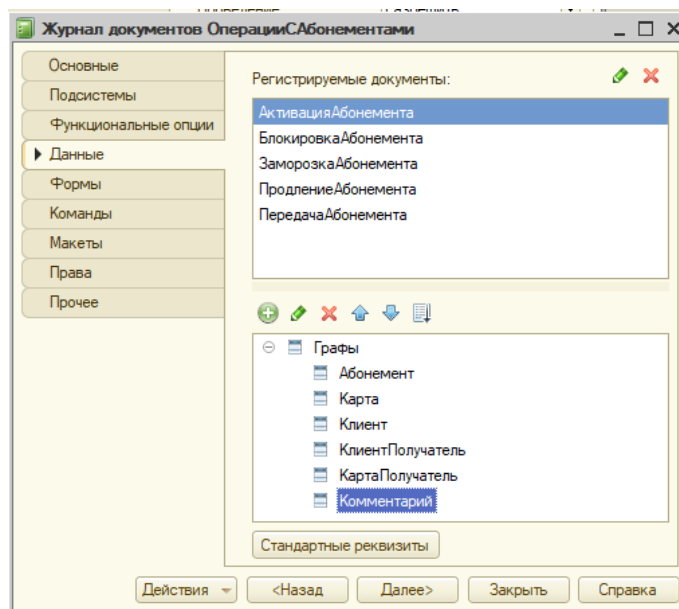 Журнал документов ОперацииСАбонементами
Основные
Подсистемы
Функциональные опции
Данные
Формы
Команды
Макеты
Права
Прочее
Регистрируемые документы:
АктивацияАбонемента
БлокировкаАбонемента
ЗаморозкаАбонемента
ПродлениеАбонемента
ПередачаАбонемента
Графы
Абонемент
Карта
Клиент
КлиентПолучатель
КартаПолучатель
Комментарий
Стандартные реквизиты
Действия
<Назад
Далее>
Закрыть
Справка